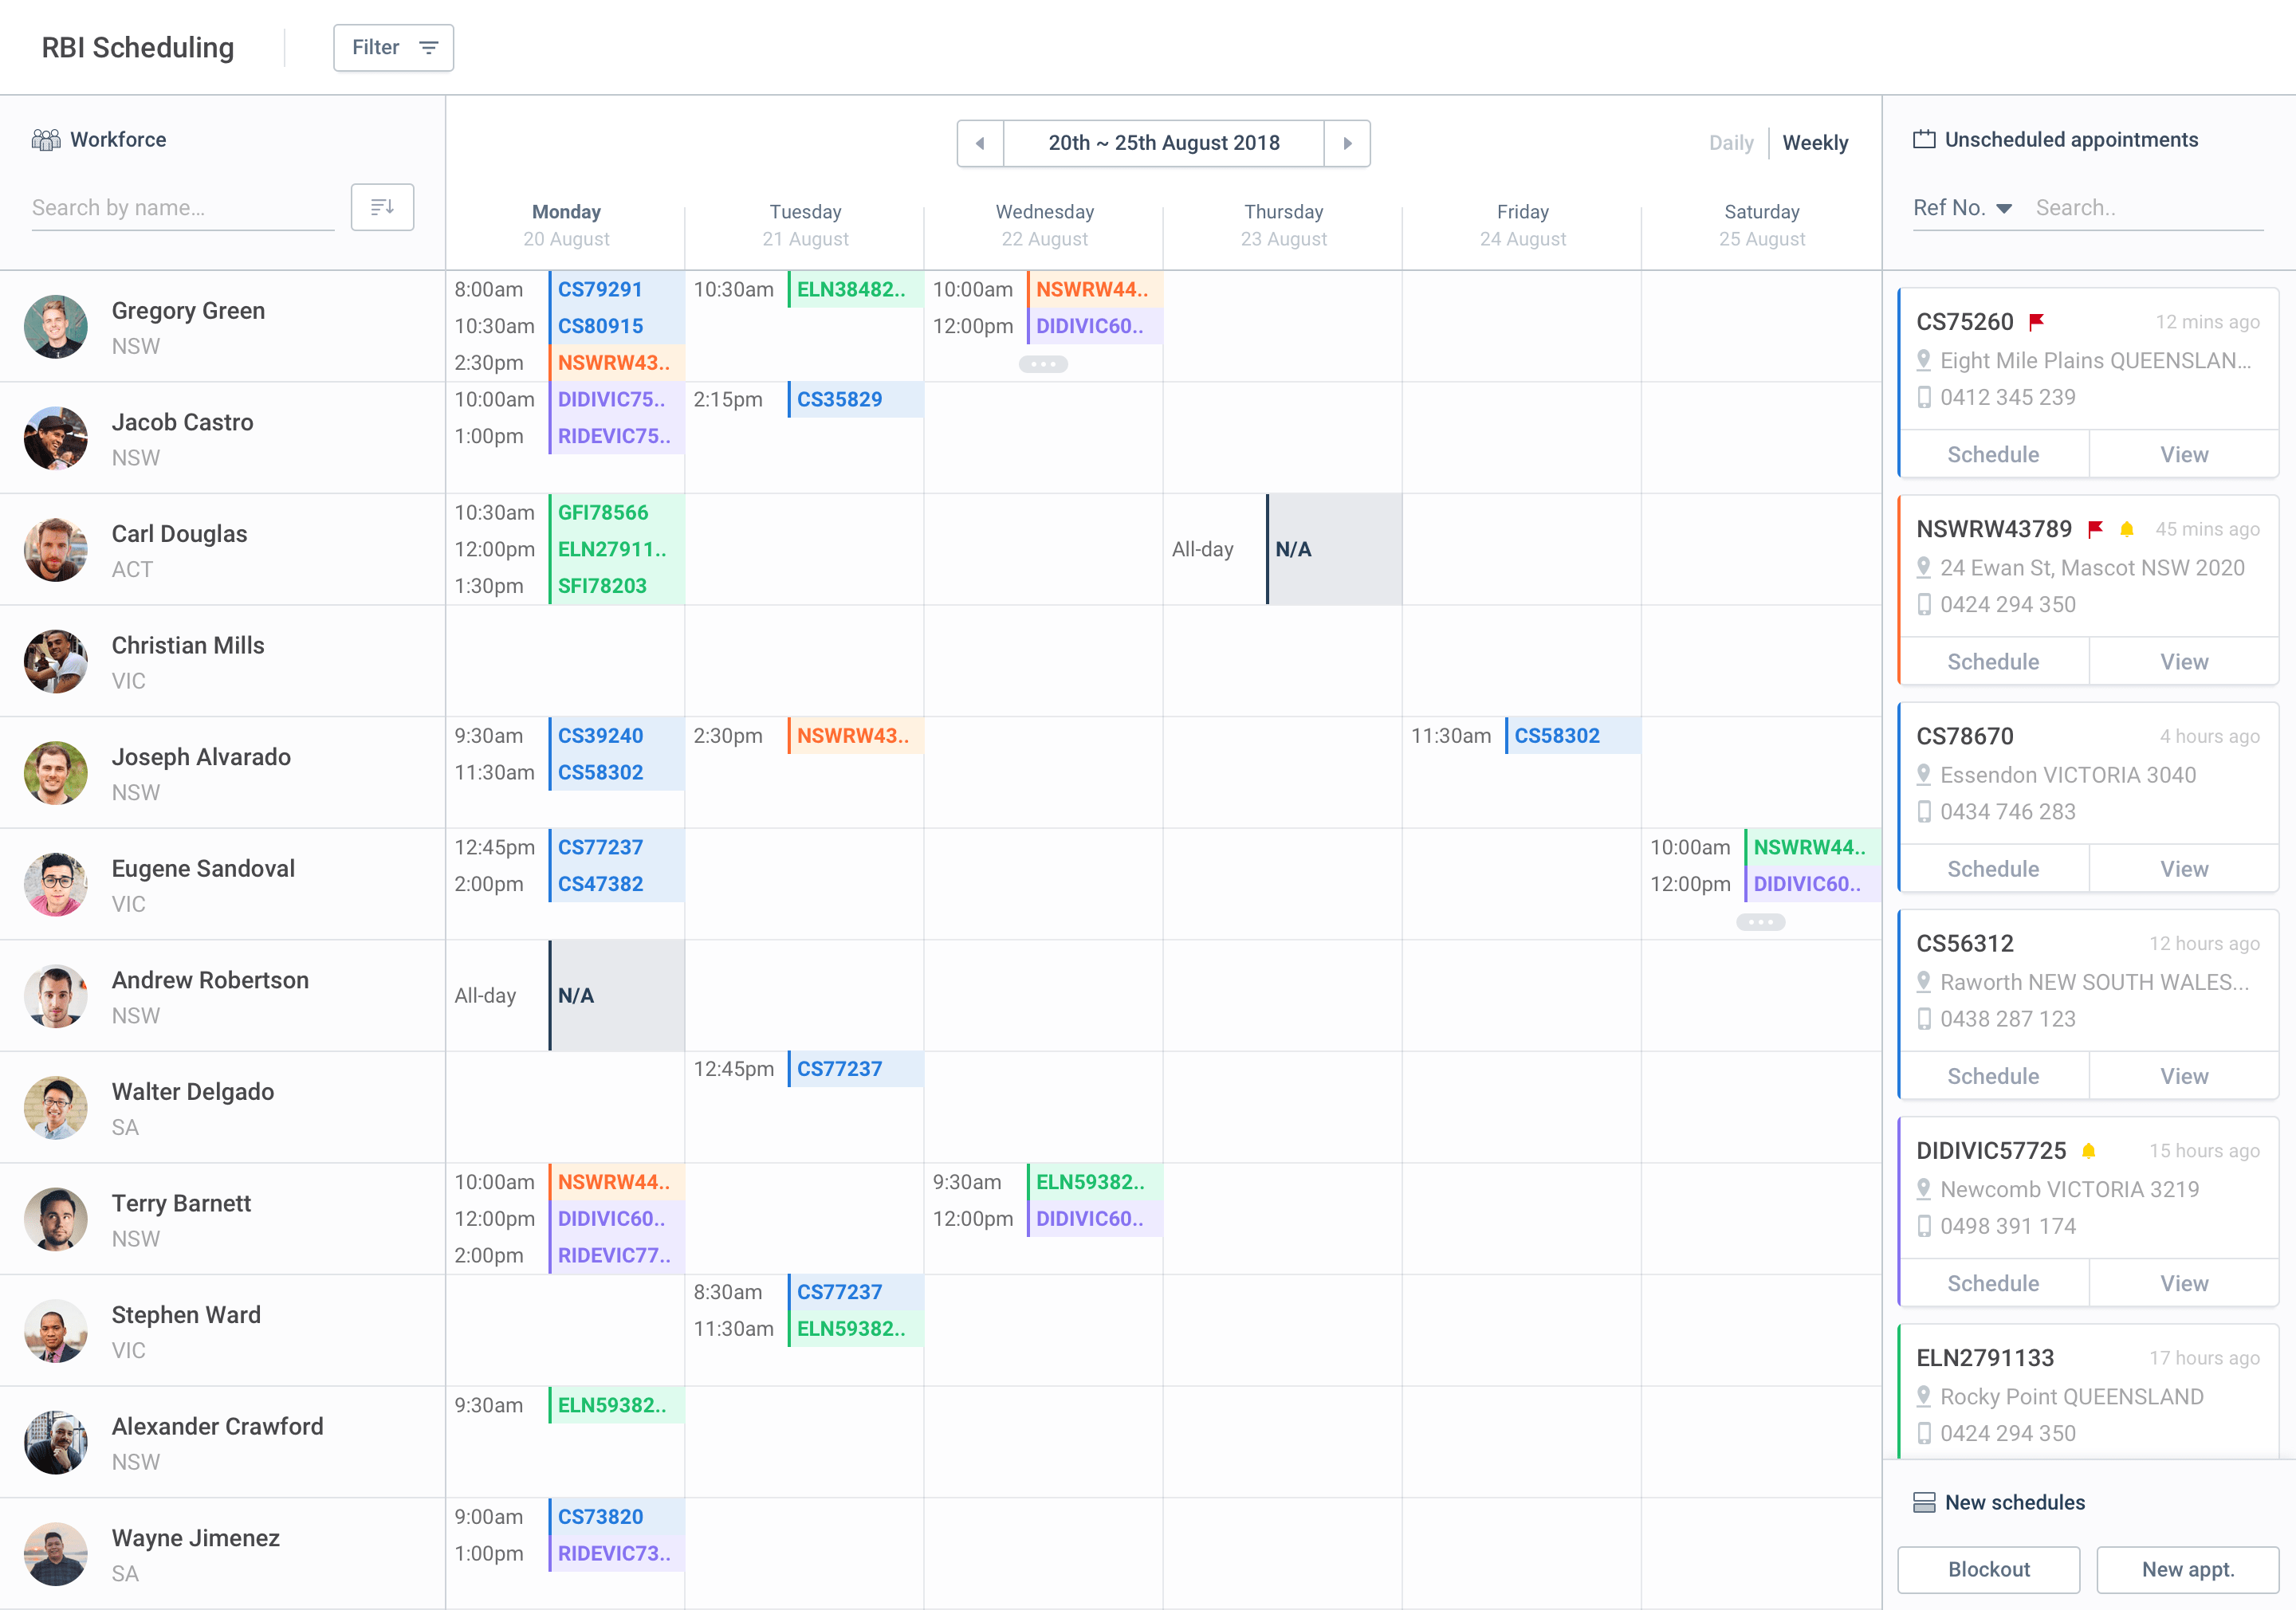 RBI Scheduling
Filter
Workforce
Search by name...
20th ~ 25th August 2018
Daily
Weekly
Monday
20 August
Tuesday
21 August
Wednesday
22 August
Thursday
23 August
Friday
24 August
Saturday
25 August
Gregory Green
NSW
8:00am CS79291
10:30am CS80915
2:30pm NSWRW43..
10:30am ELN38482..
10:00am NSWRW44..
12:00pm DIDIVIC60..
Jacob Castro
NSW
10:00am DIDIVIC75..
1:00pm RIDEVIC75..
2:15pm CS35829
Carl Douglas
ACT
10:30am GFI78566
12:00pm ELN27911..
1:30pm SFI78203
All-day N/A
Christian Mills
VIC
Joseph Alvarado
NSW
9:30am CS39240
11:30am CS58302
2:30pm NSWRW43..
11:30am CS58302
Eugene Sandoval
VIC
12:45pm CS77237
2:00pm CS47382
10:00am NSWRW44..
12:00pm DIDIVIC60..
Andrew Robertson
NSW
All-day N/A
Walter Delgado
SA
12:45pm CS77237
Terry Barnett
NSW
10:00am NSWRW44..
12:00pm DIDIVIC60..
2:00pm RIDEVIC77..
9:30am ELN59382..
12:00pm DIDIVIC60..
Stephen Ward
VIC
8:30am CS77237
11:30am ELN59382..
Alexander Crawford
NSW
9:30am ELN59382..
Wayne Jimenez
SA
9:00am CS73820
1:00pm RIDEVIC73..
Unscheduled appointments
Ref No. Search..
CS75260 12 mins ago
Eight Mile Plains QUEENSLAN...
0412 345 239
Schedule View
NSWRW43789 45 mins ago
24 Ewan St, Mascot NSW 2020
0424 294 350
Schedule View
CS78670 4 hours ago
Essendon VICTORIA 3040
0434 746 283
Schedule View
CS56312 12 hours ago
Raworth NEW SOUTH WALES...
0438 287 123
Schedule View
DIDIVIC57725 15 hours ago
Newcomb VICTORIA 3219
0498 391 174
Schedule View
ELN2791133 17 hours ago
Rocky Point QUEENSLAND
0424 294 350
New schedules
Blockout
New appt.